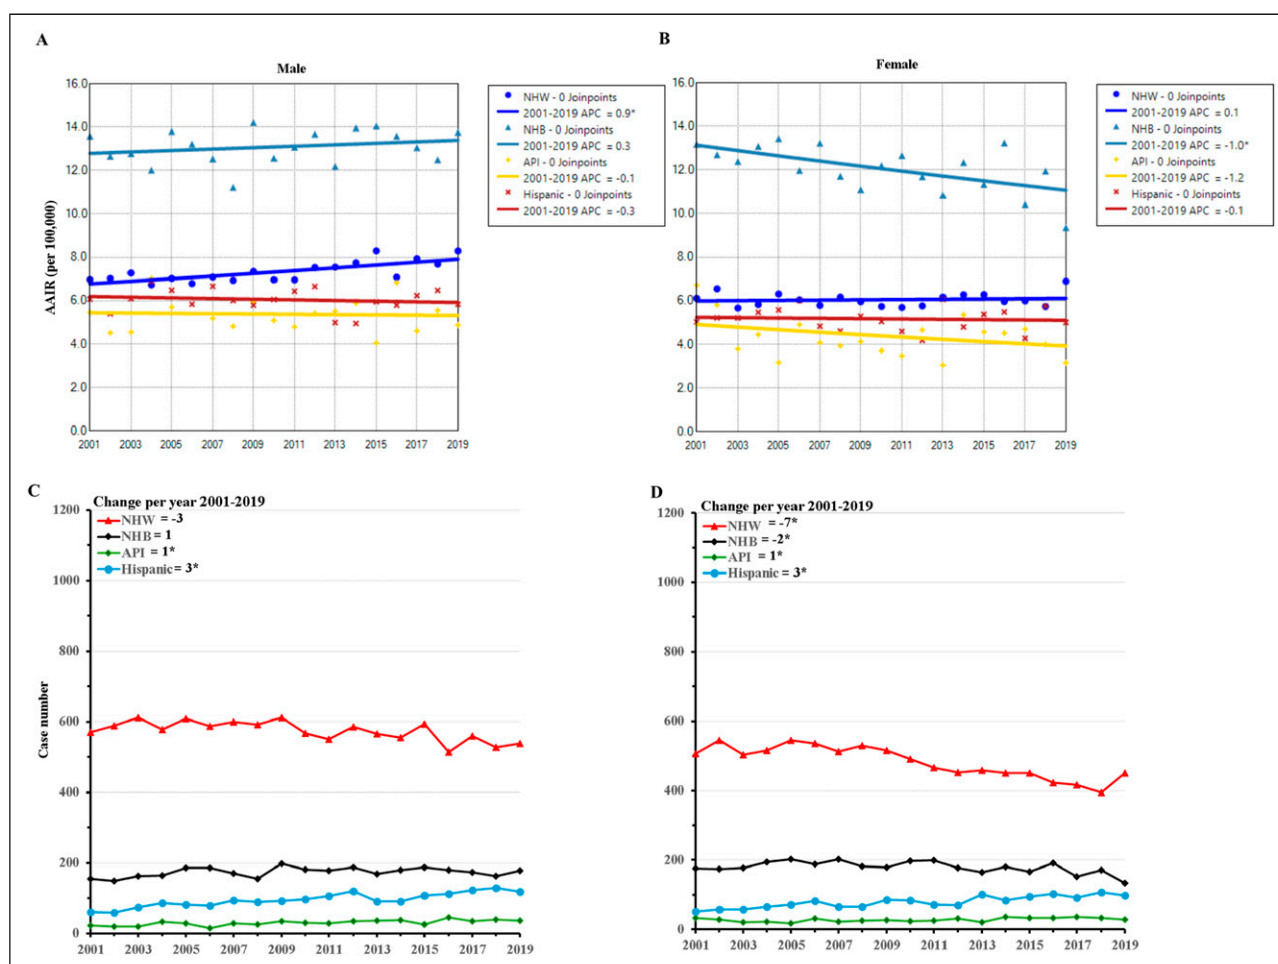 A
Male
AAIR (per 100,000)
16.0
14.0
12.0
10.0
8.0
6.0
4.0
2.0
0.0
2001 2003 2005 2007 2009 2011 2013 2015 2017 2019
NHW - 0 Joinpoints
2001-2019 APC = 0.9*
NHB - 0 Joinpoints
2001-2019 APC = 0.3
API - 0 Joinpoints
2001-2019 APC = -0.1
Hispanic - 0 Joinpoints
2001-2019 APC = -0.3
B
Female
16.0
14.0
12.0
10.0
8.0
6.0
4.0
2.0
0.0
2001 2003 2005 2007 2009 2011 2013 2015 2017 2019
NHW - 0 Joinpoints
2001-2019 APC = 0.1
NHB - 0 Joinpoints
2001-2019 APC = -1.0*
API - 0 Joinpoints
2001-2019 APC = -1.2
Hispanic - 0 Joinpoints
2001-2019 APC = -0.1
C
Change per year 2001-2019
NHW = -3
NHB = 1
API = 1*
Hispanic = 3*
Case number
1200
1000
800
600
400
200
0
2001 2003 2005 2007 2009 2011 2013 2015 2017 2019
D
Change per year 2001-2019
NHW = -7*
NHB = -2*
API = 1*
Hispanic = 3*
1200
1000
800
600
400
200
0
2001 2003 2005 2007 2009 2011 2013 2015 2017 2019